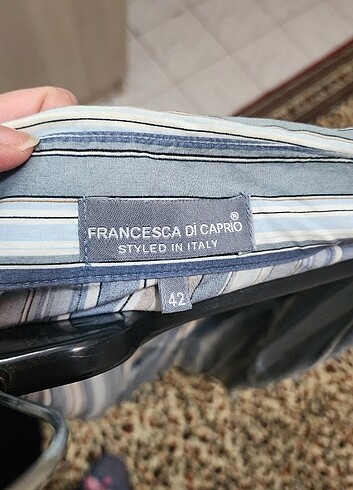 FRANCESCA Dİ CAPRIO®
STYLED IN ITALY
42